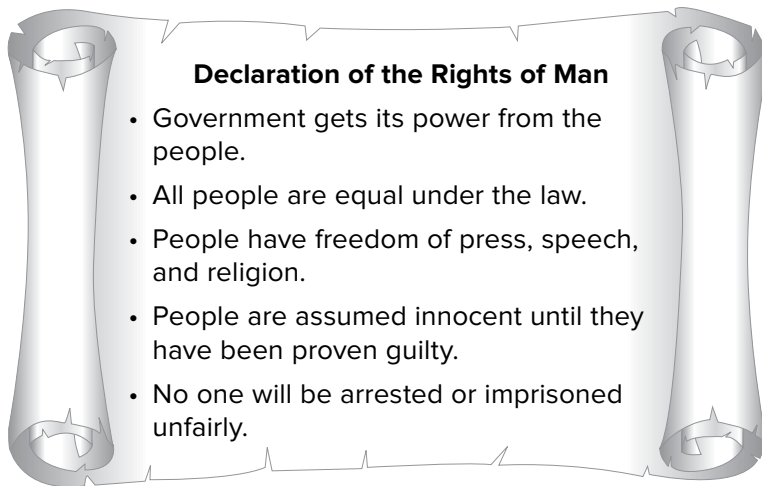 Declaration of the Rights of Man
• Government gets its power from the
people.
• All people are equal under the law.
• People have freedom of press, speech,
and religion.
• People are assumed innocent until they
have been proven guilty.
• No one will be arrested or imprisoned
unfairly.